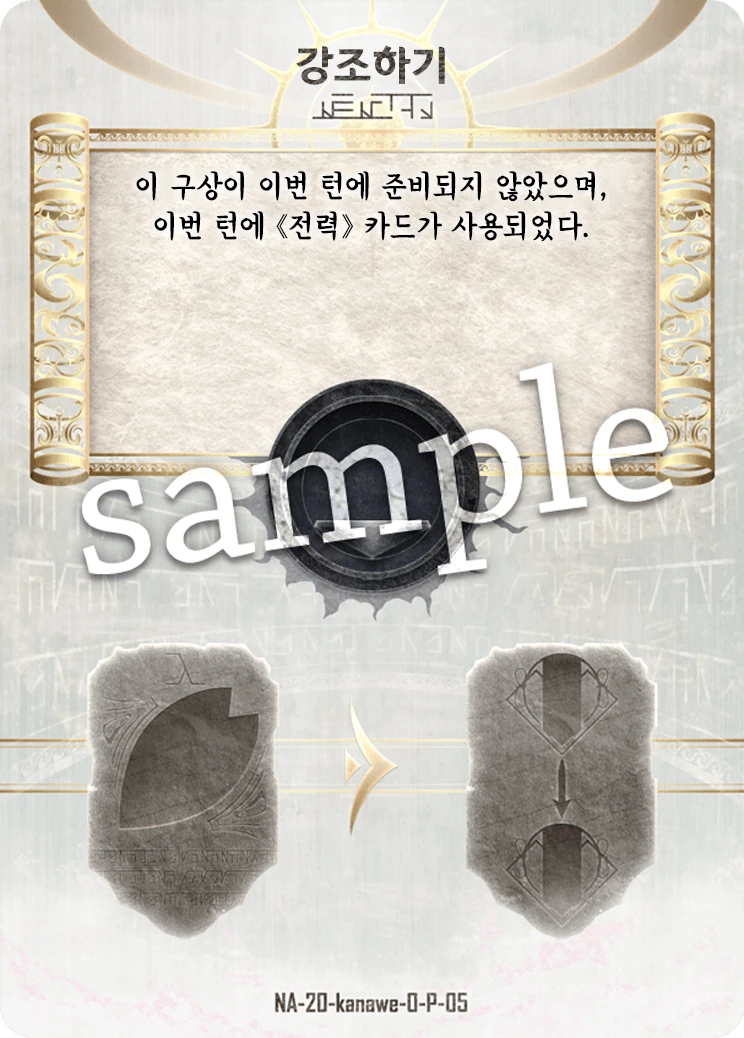 강조하기
이 구상이 이번 턴에 준비되지 않았으며,
이번 턴에 《전력》 카드가 사용되었다.
sample
NA-20-kanawe-O-P-05